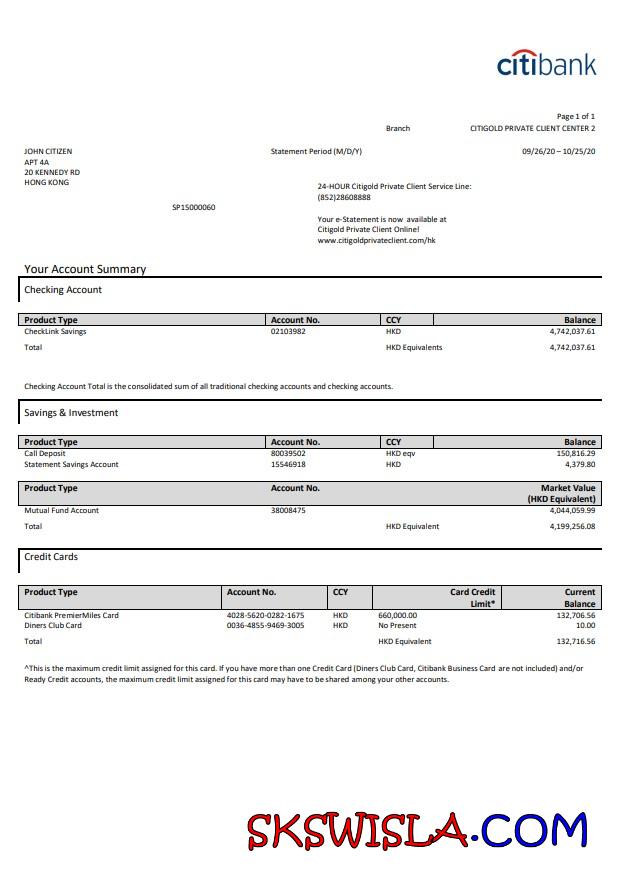 citibank
Page 1 of 1
Branch CITIGOLD PRIVATE CLIENT CENTER 2
JOHN CITIZEN Statement Period (M/D/Y) 09/26/20 – 10/25/20
APT 4A
20 KENNEDY RD
HONG KONG
24-HOUR Citigold Private Client Service Line:
(852)28608888
SP15000060
Your e-Statement is now available at
Citigold Private Client Online!
www.citigoldprivateclient.com/hk
Your Account Summary
Checking Account
Product Type Account No. CCY Balance
CheckLink Savings 02103982 HKD 4,742,037.61
Total HKD Equivalents 4,742,037.61
Checking Account Total is the consolidated sum of all traditional checking accounts and checking accounts.
Savings & Investment
Product Type Account No. CCY Balance
Call Deposit 80039502 HKD eqv 150,816.29
Statement Savings Account 15546918 HKD 4,379.80
Product Type Account No. Market Value
(HKD Equivalent)
Mutual Fund Account 38008475 4,044,059.99
Total HKD Equivalent 4,199,256.08
Credit Cards
Product Type Account No. CCY Card Credit Current
Limit* Balance
Citibank PremierMiles Card 4028-5620-0282-1675 HKD 660,000.00 132,706.56
Diners Club Card 0036-4855-9469-3005 HKD No Present 10.00
Total HKD Equivalent 132,716.56
^This is the maximum credit limit assigned for this card. If you have more than one Credit Card (Diners Club Card, Citibank Business Card are not included) and/or
Ready Credit accounts, the maximum credit limit assigned for this card may have to be shared among your other accounts.
SKSWISLA.COM